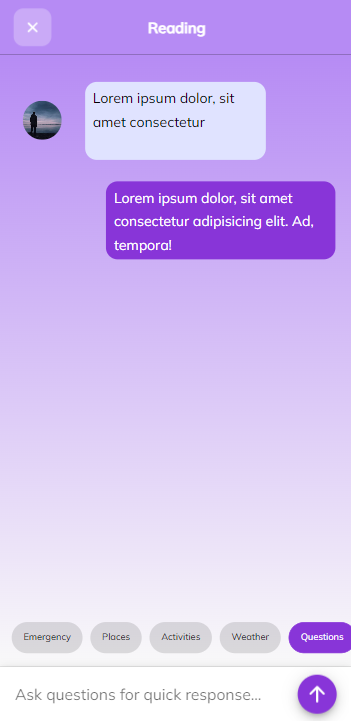 Reading
Lorem ipsum dolor, sit
amet consectetur
Lorem ipsum dolor, sit amet
consectetur adipisicing elit. Ad,
tempora!
Emergency Places Activities Water Questions
Ask questions for quick response...